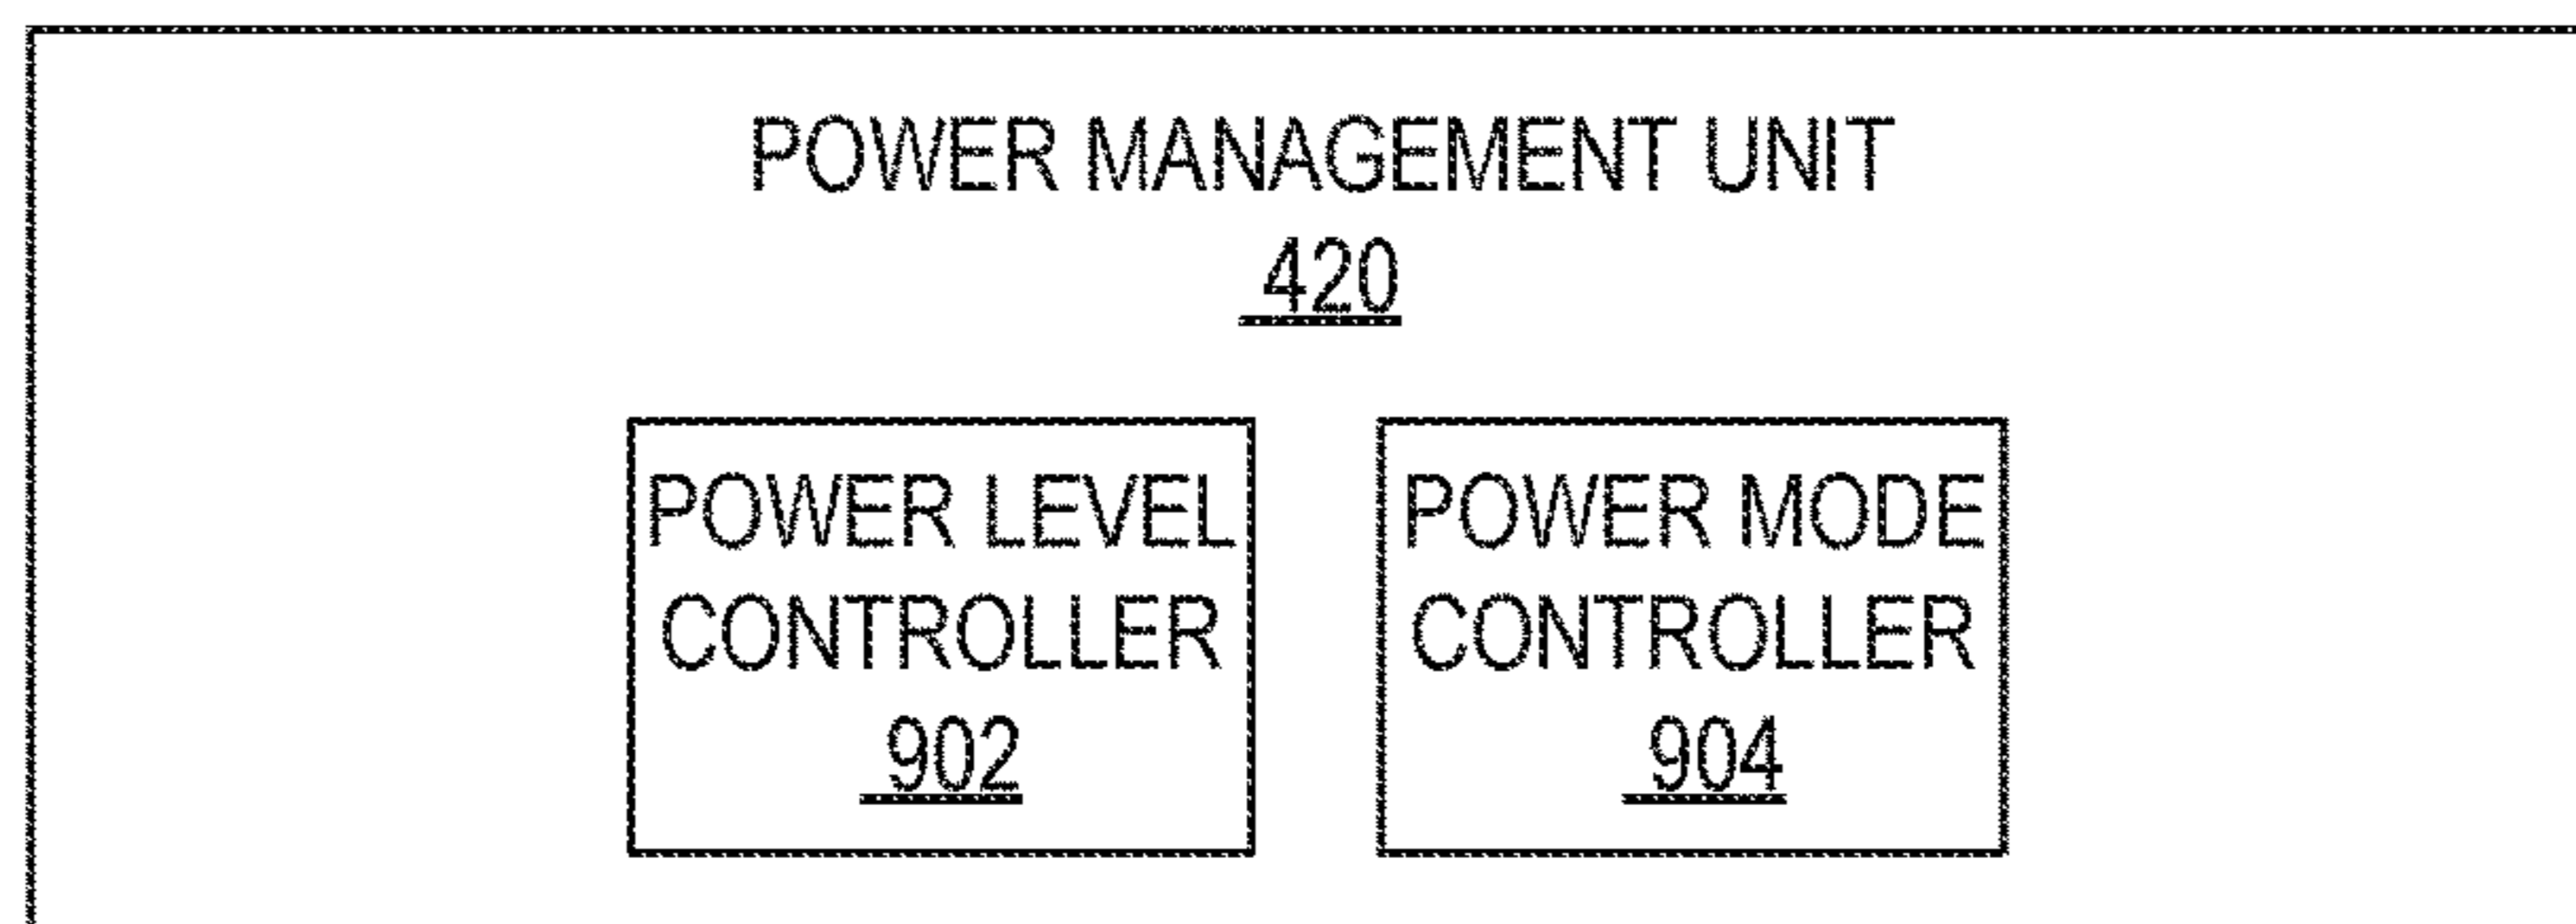 POWER MANAGEMENT UNIT
420
POWER LEVEL
CONTROLLER
902
POWER MODE
CONTROLLER
904